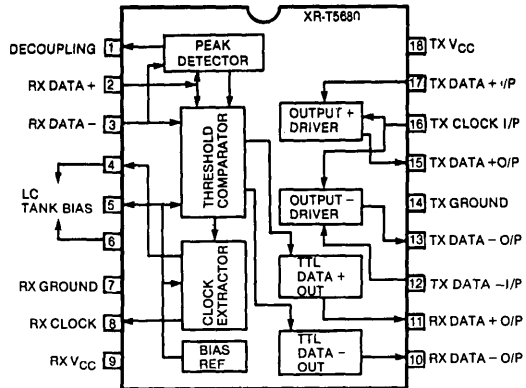 XR-T5680
DECOUPLING 1
RX DATA + 2
RX DATA - 3
4
LC
TANK BIAS
5
6
RX GROUND 7
RX CLOCK 8
RX VCC 9
PEAK
DETECTOR
THRESHOLD
COMPARATOR
CLOCK
EXTRACTOR
BIAS
REF
OUTPUT +
DRIVER
OUTPUT -
DRIVER
TTL
DATA +
OUT
TTL
DATA -
OUT
18 TX VCC
17 TX DATA + I/P
16 TX CLOCK I/P
15 TX DATA +O/P
14 TX GROUND
13 TX DATA - O/P
12 TX DATA -I/P
11 RX DATA + O/P
10 RX DATA - O/P